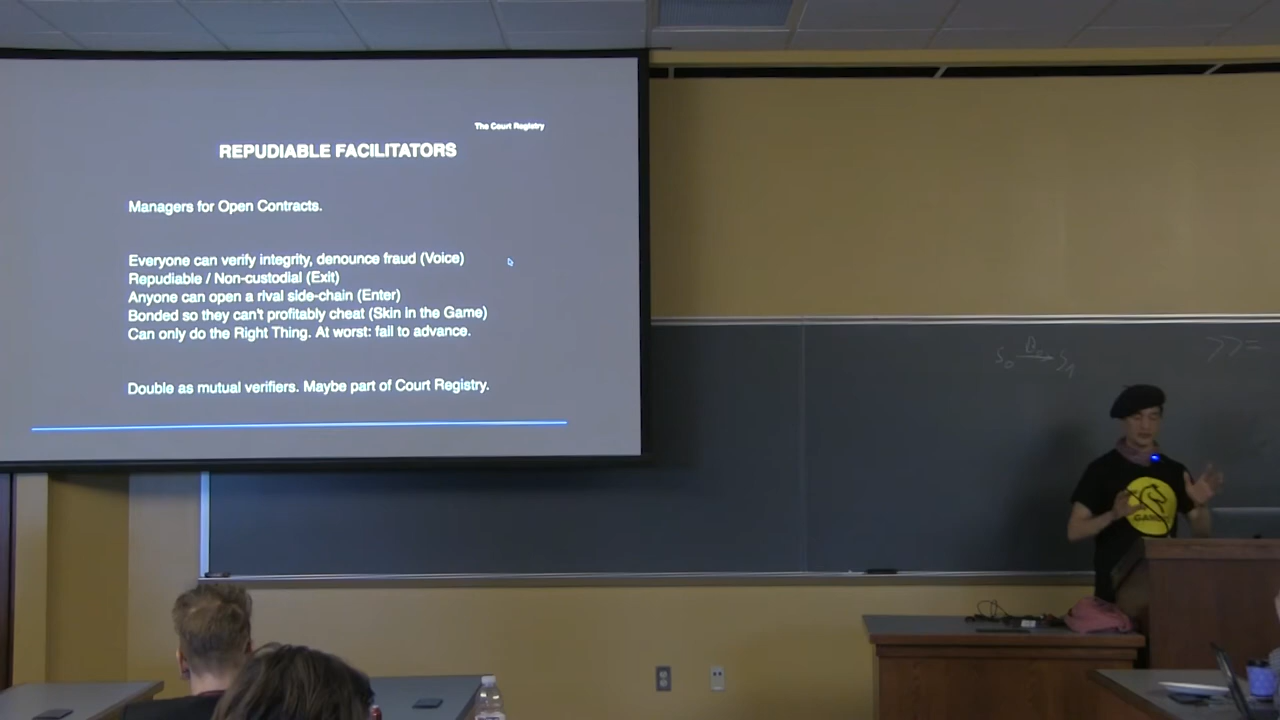 The Court Registry
REPUDIABLE FACILITATORS
Managers for Open Contracts.
Everyone can verify integrity, denounce fraud (Voice)
Repudiable / Non-custodial (Exit)
Anyone can open a rival side-chain (Enter)
Bonded so they can't profitably cheat (Skin in the Game)
Can only do the Right Thing. At worst: fail to advance.
Double as mutual verifiers. Maybe part of Court Registry.
>>=